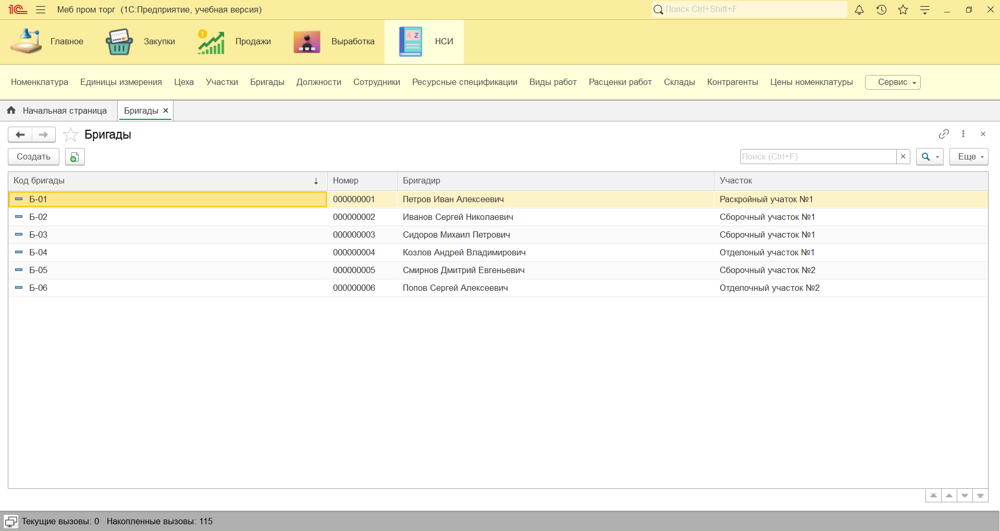 1С Меб пром торг (1С:Предприятие, учебная версия) Поиск Ctrl+Shift+F
Главное Закупки 1 Продажи Выработка A Z НСИ
Номенклатура Единицы измерения Цеха Участки Бригады Должности Сотрудники Ресурсные спецификации Виды работ Расценки работ Склады Контрагенты Цены номенклатуры Сервис
Начальная страница Бригады
Бригады
Создать Поиск (Ctrl+F) Еще
Код бригады Номер Бригадир Участок
Б-01 000000001 Петров Иван Алексеевич Раскройный учаток №1
Б-02 000000002 Иванов Сергей Николаевич Сборочный участок №1
Б-03 000000003 Сидоров Михаил Петрович Сборочный участок №1
Б-04 000000004 Козлов Андрей Владимирович Отделоный участок №1
Б-05 000000005 Смирнов Дмитрий Евгеньевич Сборочный участок №2
Б-06 000000006 Попов Сергей Алексеевич Отделочный участок №2
Текущие вызовы: 0 Накопленные вызовы: 115